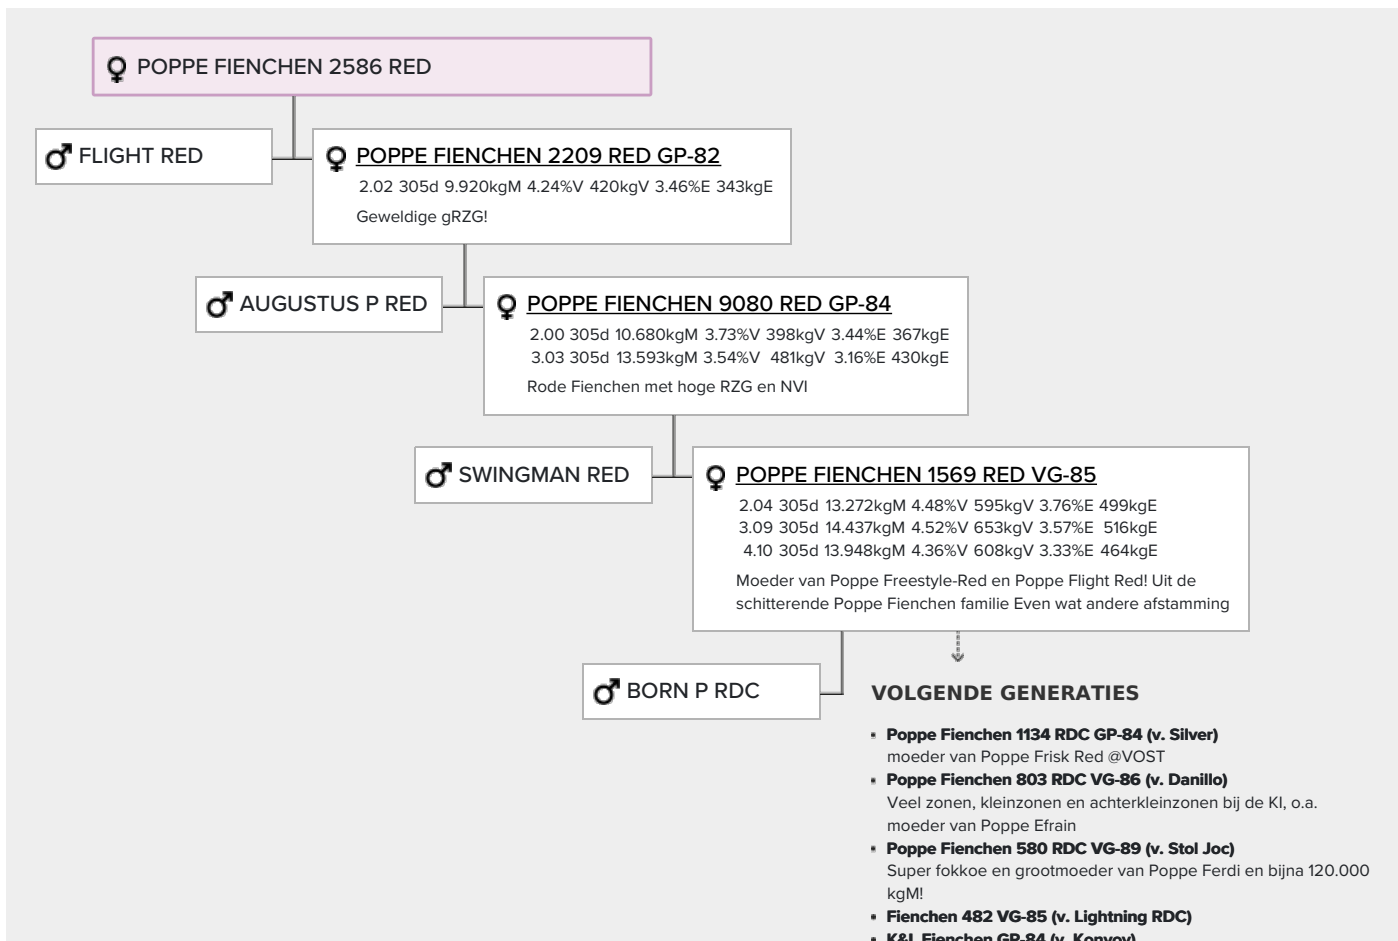 POPPE FIENCHEN 2586 RED
FLIGHT RED
POPPE FIENCHEN 2209 RED GP-82
2.02 305d 9.920kgM 4.24%V 420kgV 3.46%E 343kgE
Geweldige gRZG!
AUGUSTUS P RED
POPPE FIENCHEN 9080 RED GP-84
2.00 305d 10.680kgM 3.73%V 398kgV 3.44%E 367kgE
3.03 305d 13.593kgM 3.54%V 481kgV 3.16%E 430kgE
Rode Fienchen met hoge RZG en NVI
SWINGMAN RED
POPPE FIENCHEN 1569 RED VG-85
2.04 305d 13.272kgM 4.48%V 595kgV 3.76%E 499kgE
3.09 305d 14.437kgM 4.52%V 653kgV 3.57%E 516kgE
4.10 305d 13.948kgM 4.36%V 608kgV 3.33%E 464kgE
Moeder van Poppe Freestyle-Red en Poppe Flight Red! Uit de
schitterende Poppe Fienchen familie Even wat andere afstamming
BORN P RDC
VOLGENDE GENERATIES
Poppe Fienchen 1134 RDC GP-84 (v. Silver)
moeder van Poppe Frisk Red @VOST
Poppe Fienchen 803 RDC VG-86 (v. Danillo)
Veel zonen, kleinzonen en achterkleinzonen bij de KI, o.a.
moeder van Poppe Efrain
Poppe Fienchen 580 RDC VG-89 (v. Stol Joc)
Super fokkoe en grootmoeder van Poppe Ferdi en bijna 120.000
kgM!
Fienchen 482 VG-85 (v. Lightning RDC)
K&L Fienchen GP-84 (v. Konvoy)